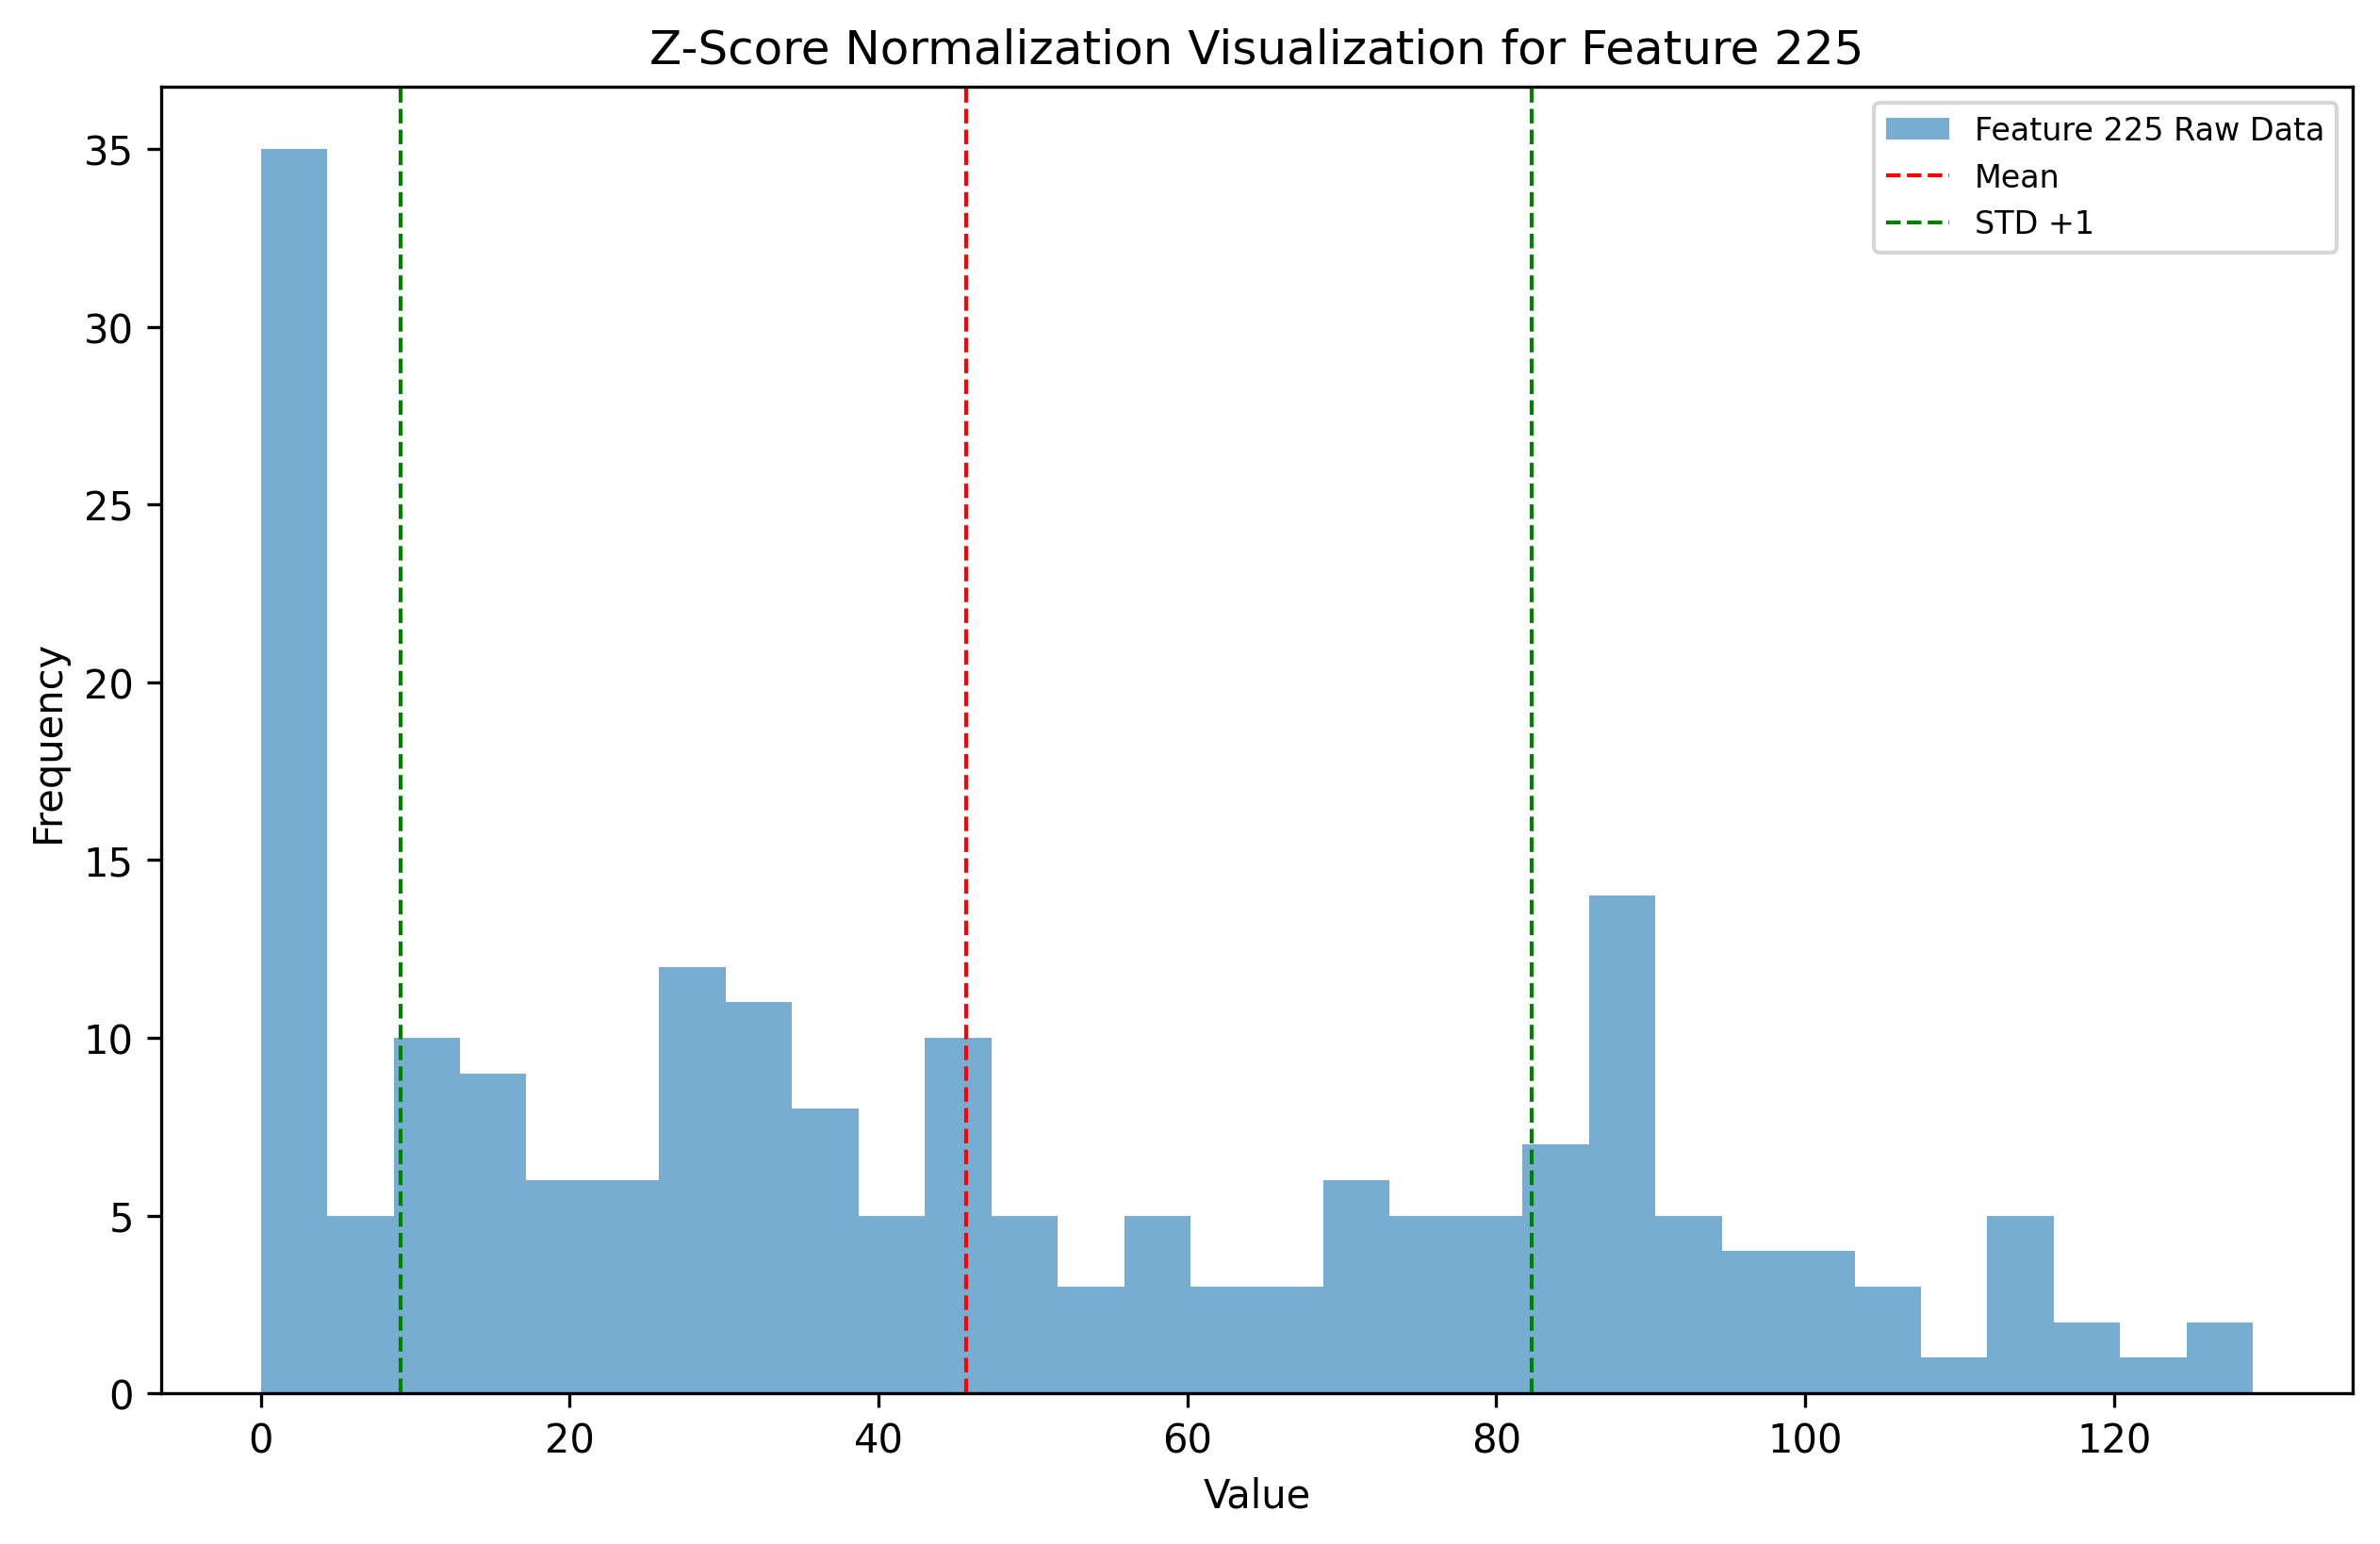 Z-Score Normalization Visualization for Feature 225
Feature 225 Raw Data
Mean
STD +1
35
30
25
20
15
10
5
0
Frequency
0 20 40 60 80 100 120
Value